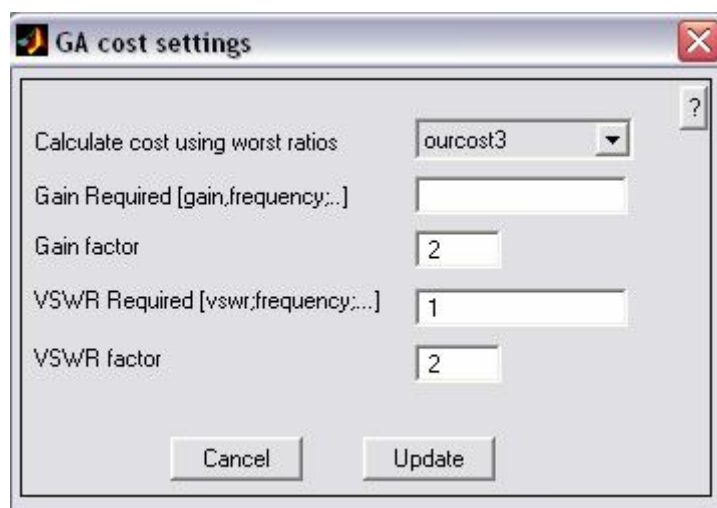 GA cost settings
?
Calculate cost using worst ratios ourcost3
Gain Required [gain,frequency;..]
Gain factor 2
VSWR Required [vswr;frequency;...] 1
VSWR factor 2
Cancel Update